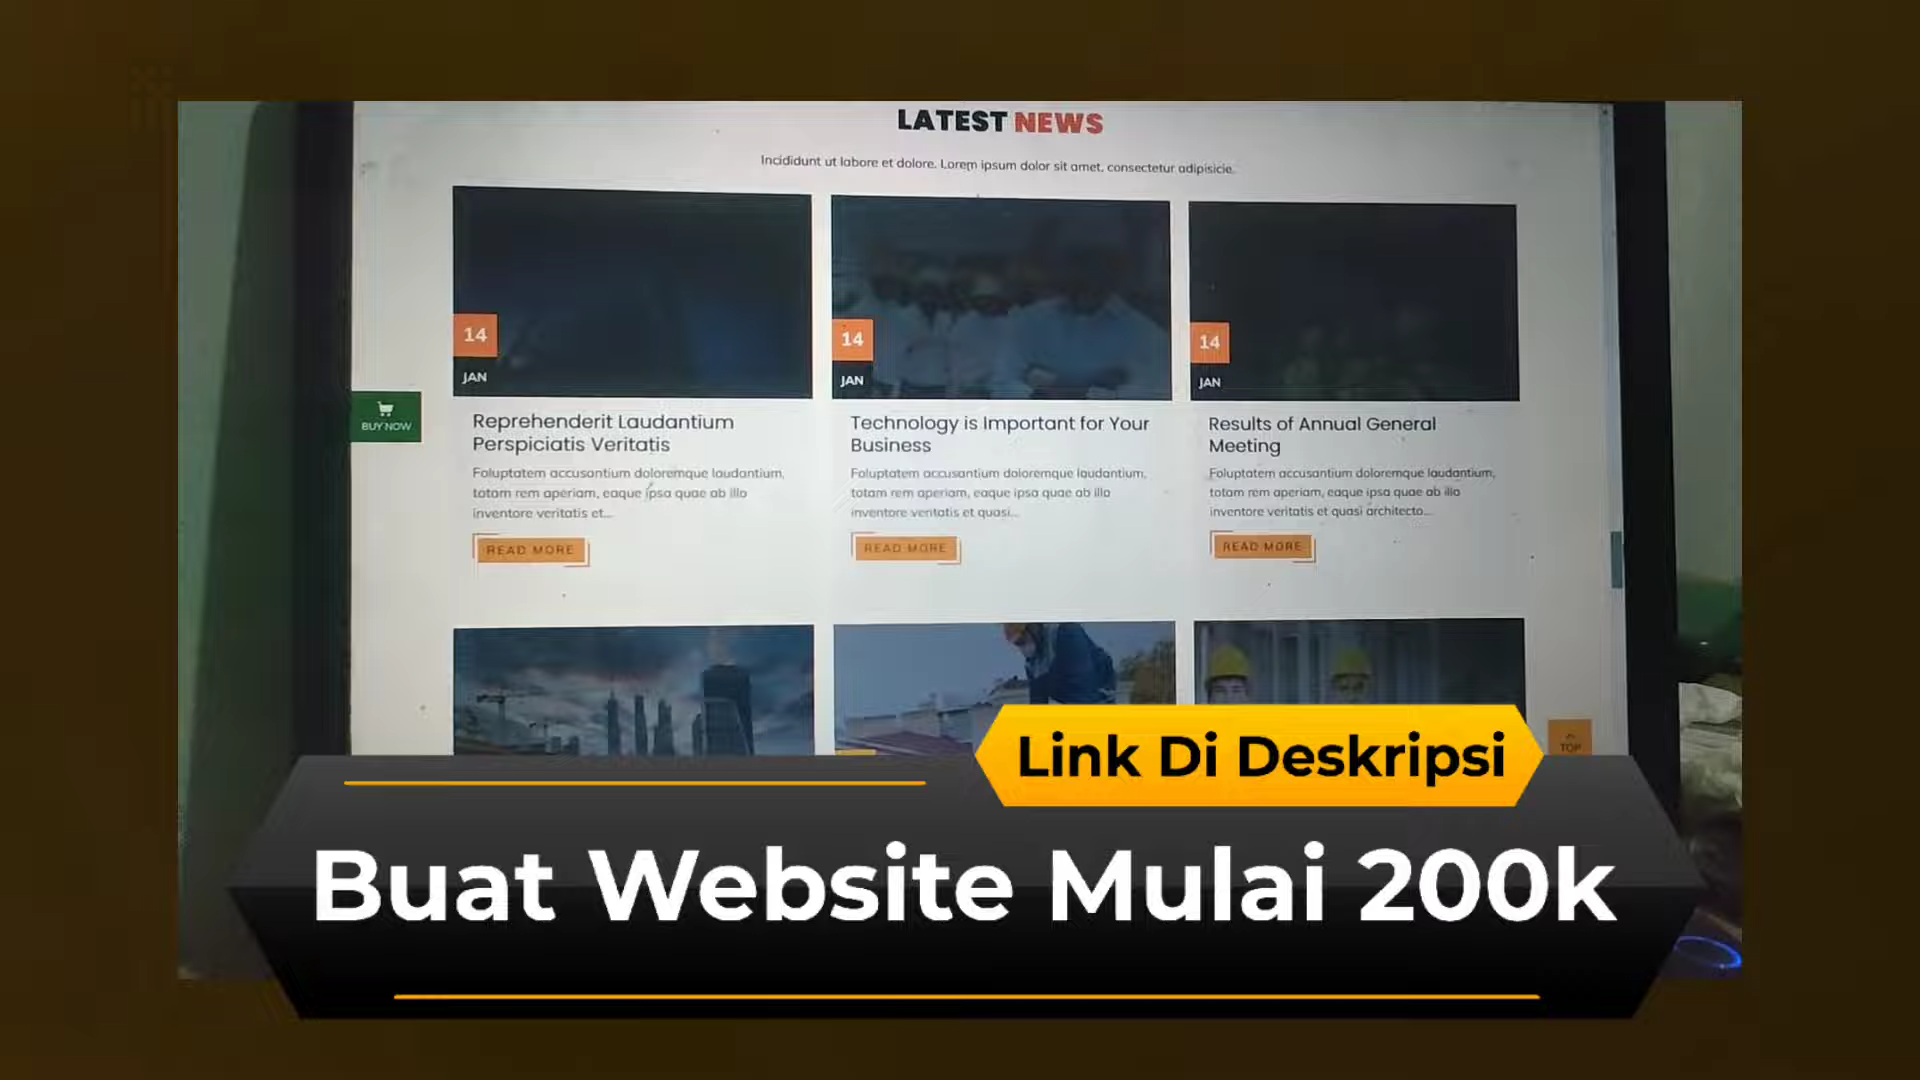 LATEST NEWS
Incididunt ut labore et dolore. Lorem ipsum dolor sit amet, consectetur adipisicie.
14
JAN
14
JAN
14
JAN
BUY NOW
Reprehenderit Laudantium
Perspiciatis Veritatis
Foluptatem accusantium doloremque laudantium,
totam rem aperiam, eaque ipsa quae ab illo
inventore veritatis et...
READ MORE
Technology is Important for Your
Business
Foluptatem accusantium doloremque laudantium,
totam rem aperiam, eaque ipsa quae ab illo
inventore veritatis et quasi...
READ MORE
Results of Annual General
Meeting
Foluptatem accusantium doloremque laudantium,
totam rem aperiam, eaque ipsa quae ab illo
inventore veritatis et quasi architecto...
READ MORE
TOP
Link Di Deskripsi
Buat Website Mulai 200k